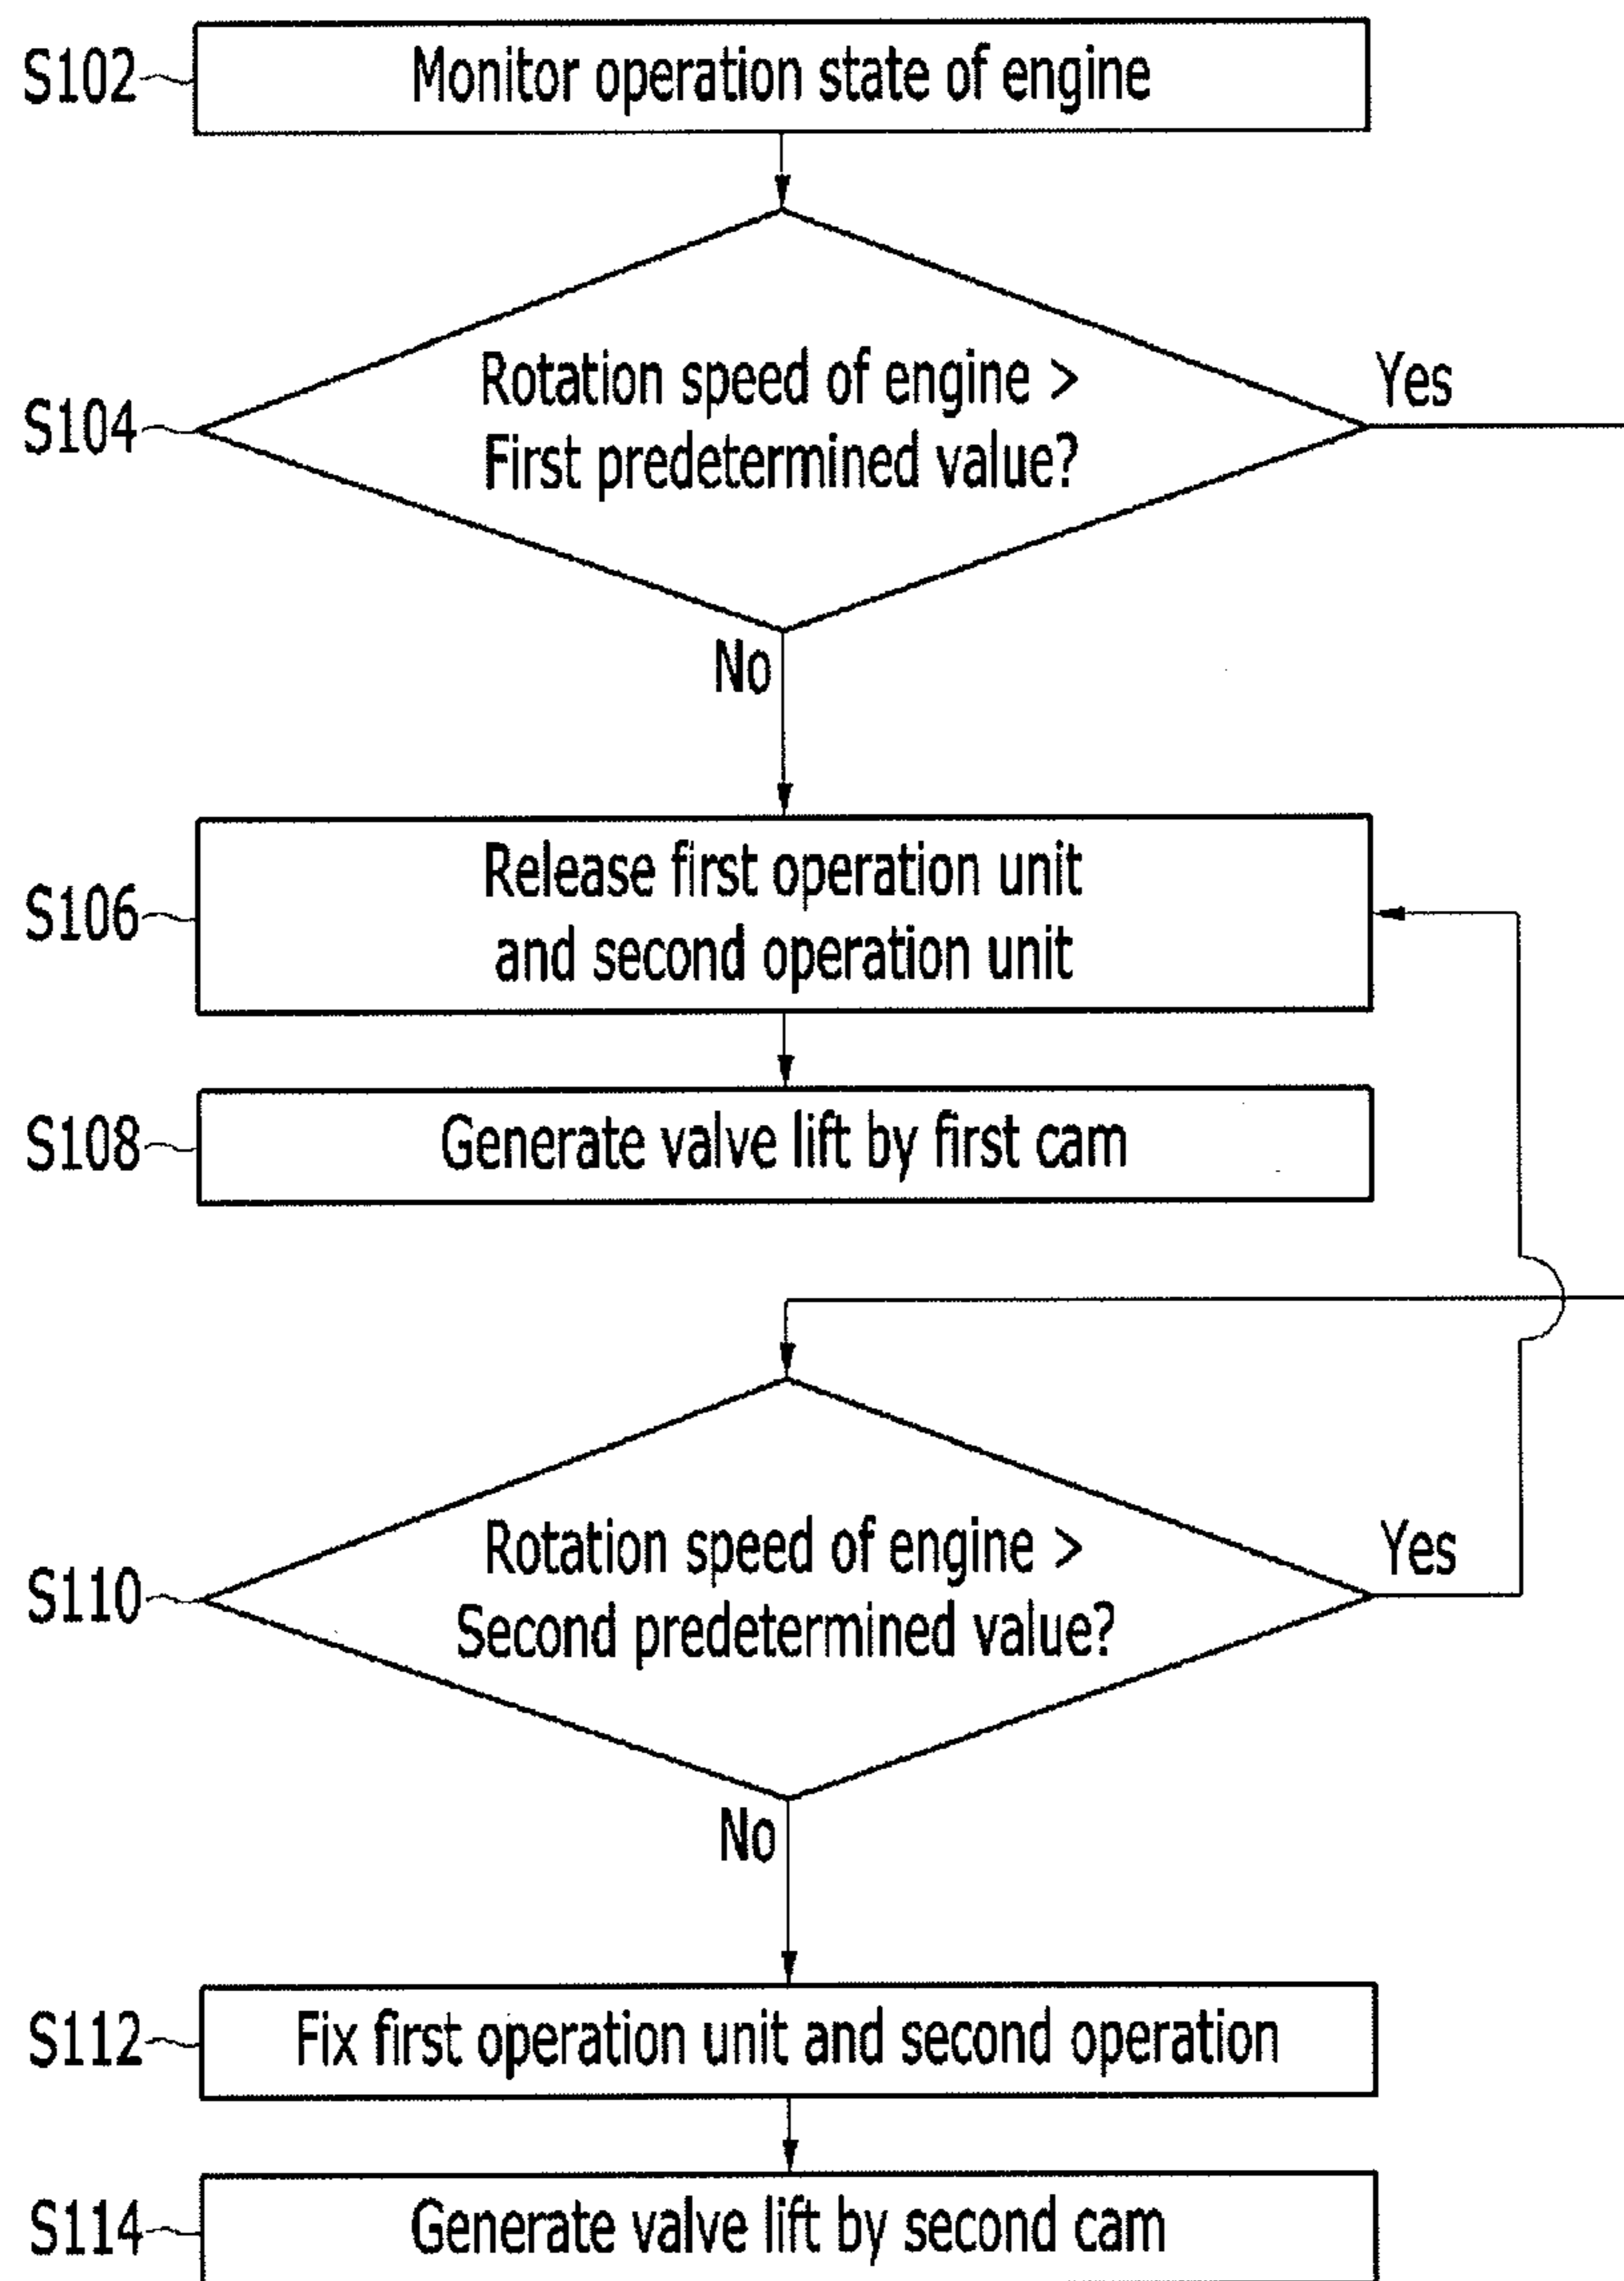 S102
Monitor operation state of engine
S104
Rotation speed of engine >
First predetermined value?
Yes
No
S106
Release first operation unit
and second operation unit
S108
Generate valve lift by first cam
S110
Rotation speed of engine >
Second predetermined value?
Yes
No
S112
Fix first operation unit and second operation
S114
Generate valve lift by second cam